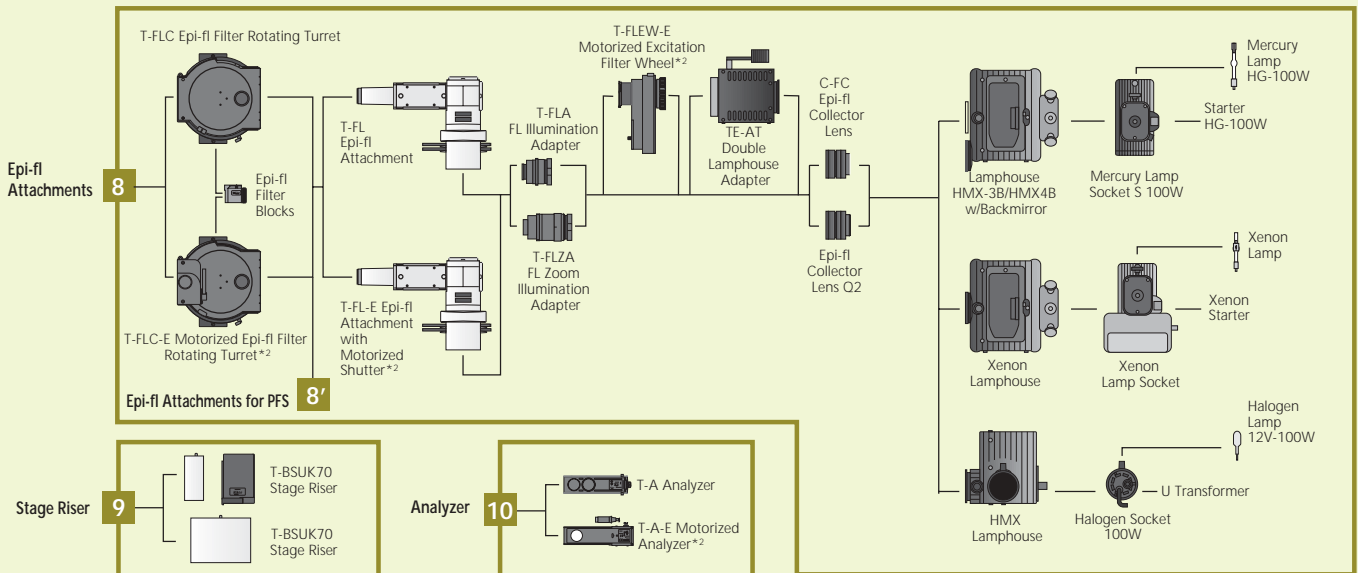 T-FLC Epi-fl Filter Rotating Turret
Epi-fl
Attachments
8
Epi-fl
Filter
Blocks
T-FLC-E Motorized Epi-fl Filter
Rotating Turret*2
Epi-fl Attachments for PFS
8′
T-FL
Epi-fl
Attachment
T-FL-E Epi-fl
Attachment
with
Motorized
Shutter*2
T-FLA
FL Illumination
Adapter
T-FLZA
FL Zoom
Illumination
Adapter
T-FLEW-E
Motorized Excitation
Filter Wheel*2
TE-AT
Double
Lamphouse
Adapter
C-FC
Epi-fl
Collector
Lens
Epi-fl
Collector
Lens Q2
Lamphouse
HMX-3B/HMX4B
w/Backmirror
Mercury Lamp
Socket S 100W
Mercury
Lamp
HG-100W
Starter
HG-100W
Xenon
Lamphouse
Xenon
Lamp Socket
Xenon
Lamp
Xenon
Starter
HMX
Lamphouse
Halogen Socket
100W
Halogen
Lamp
12V-100W
U Transformer
Stage Riser
9
T-BSUK70
Stage Riser
T-BSUK70
Stage Riser
Analyzer
10
T-A Analyzer
T-A-E Motorized
Analyzer*2